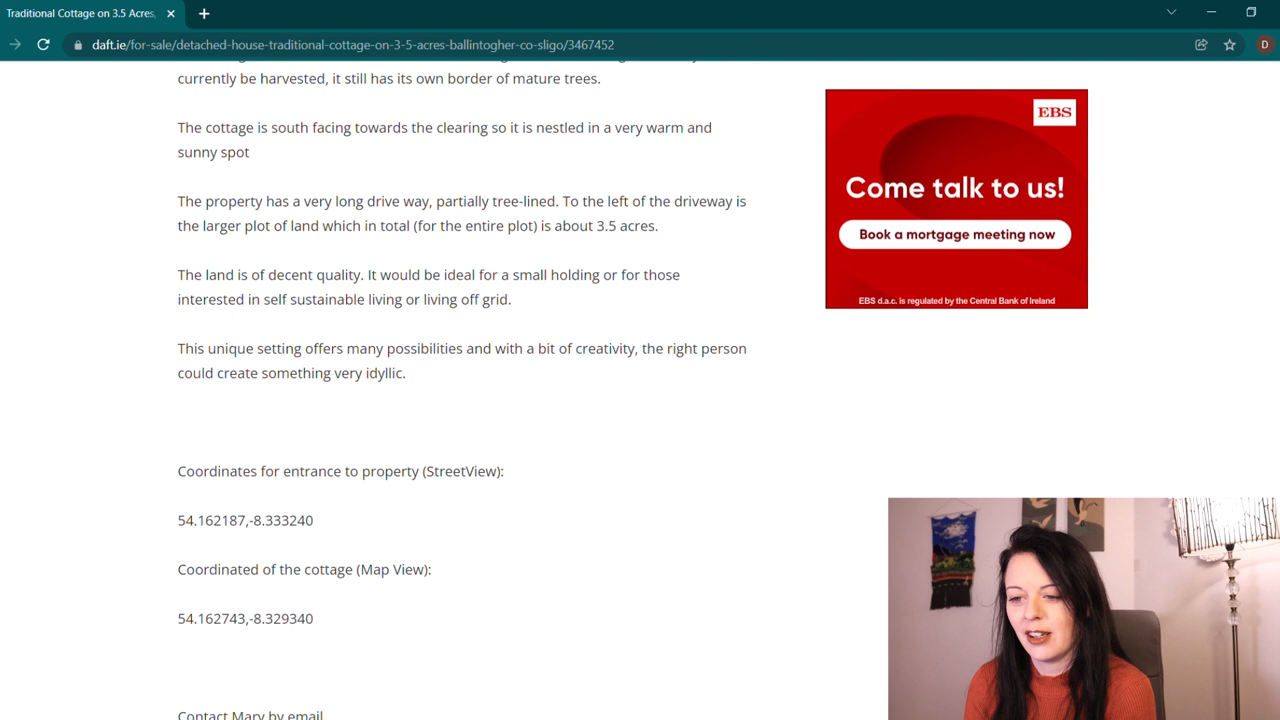 Traditional Cottage on 3.5 Acres,
daft.ie/for-sale/detached-house-traditional-cottage-on-3-5-acres-ballintogher-co-sligo/3467452
D
currently be harvested, it still has its own border of mature trees.
The cottage is south facing towards the clearing so it is nestled in a very warm and
sunny spot
The property has a very long drive way, partially tree-lined. To the left of the driveway is
the larger plot of land which in total (for the entire plot) is about 3.5 acres.
The land is of decent quality. It would be ideal for a small holding or for those
interested in self sustainable living or living off grid.
This unique setting offers many possibilities and with a bit of creativity, the right person
could create something very idyllic.
Coordinates for entrance to property (StreetView):
54.162187,-8.333240
Coordinated of the cottage (Map View):
54.162743,-8.329340
Contact Mary by email
EBS
Come talk to us!
Book a mortgage meeting now
EBS d.a.c. is regulated by the Central Bank of Ireland